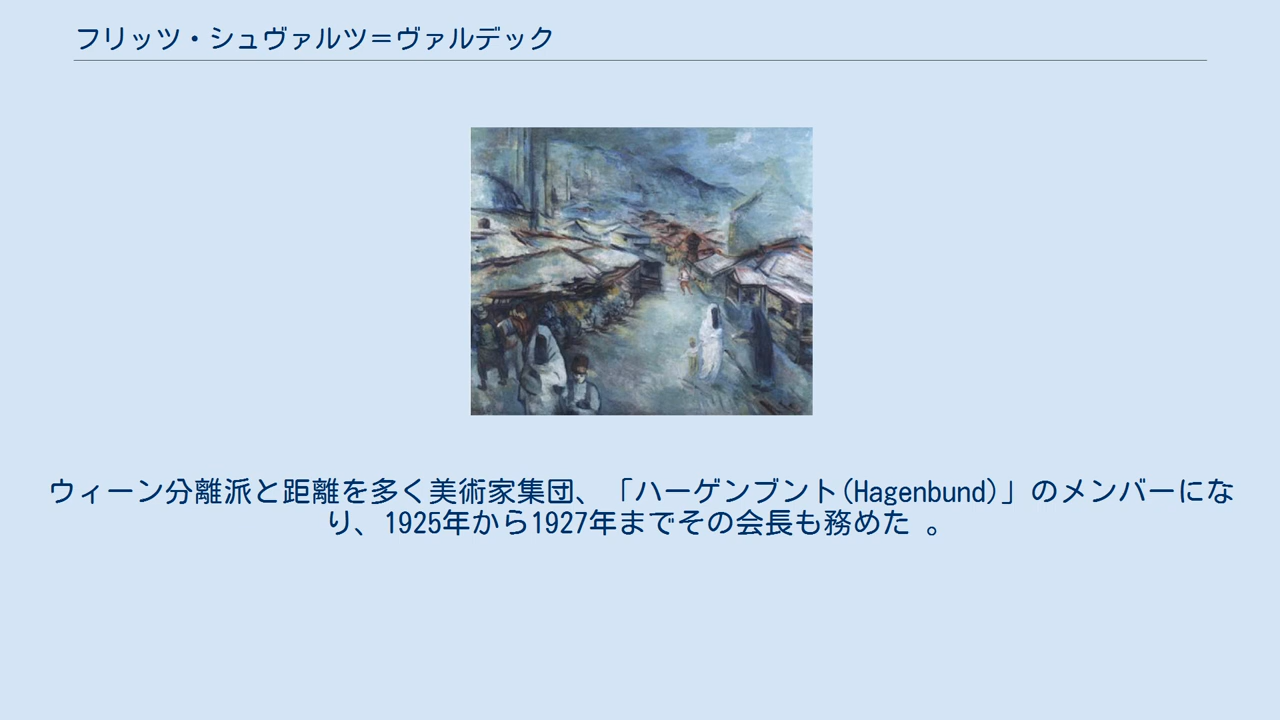 フリッツ・シュヴァルツ＝ヴァルデック
ウィーン分離派と距離を多く美術家集団、「ハーゲンブント(Hagenbund)」のメンバーにな
り、1925年から1927年までその会長も務めた 。